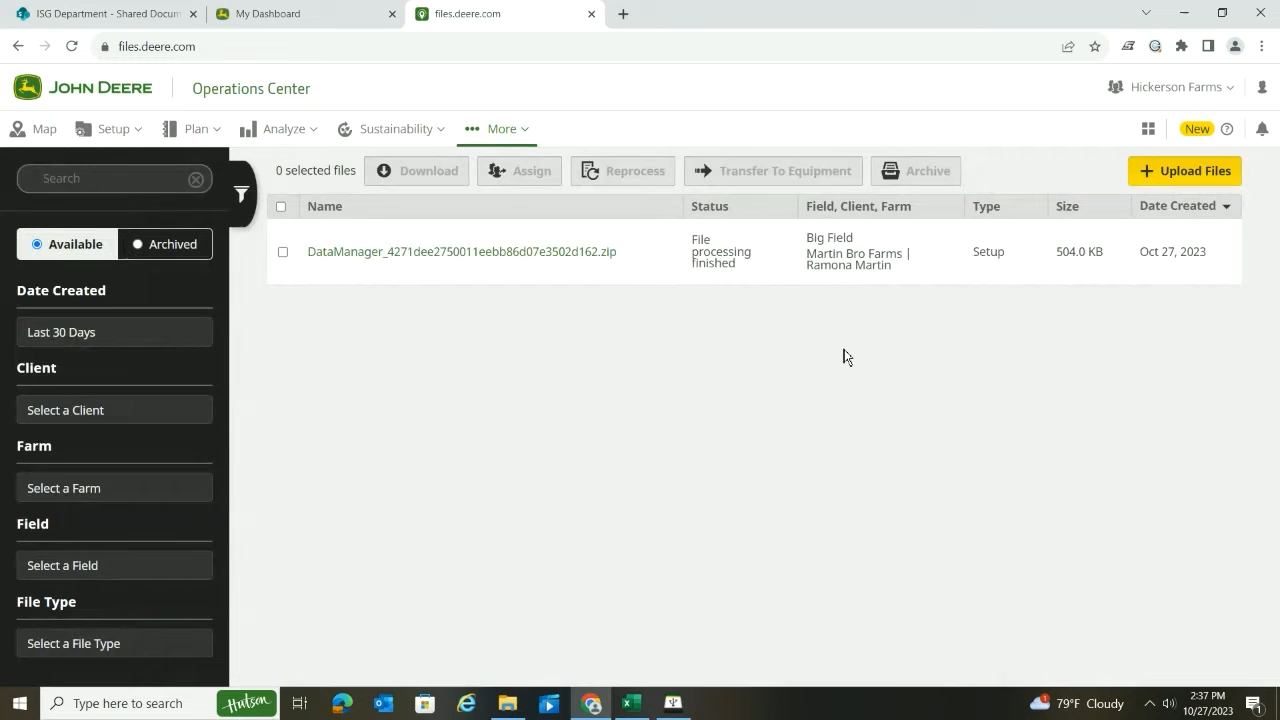 ISG Department - Shared Docum
My Dashboard
files.deere.com
files.deere.com
JOHN DEERE
Operations Center
Hickerson Farms
Map
Setup
Plan
Analyze
Sustainability
More
New
0 selected files
Download
Assign
Reprocess
Transfer To Equipment
Archive
+ Upload Files
Search
Available
Archived
Date Created
Last 30 Days
Client
Select a Client
Farm
Select a Farm
Field
Select a Field
File Type
Select a File Type
Name
Status
Field, Client, Farm
Type
Size
Date Created
DataManager_4271dee2750011eebb86d07e3502d162.zip
File
processing
finished
Big Field
Martin Bro Farms |
Ramona Martin
Setup
504.0 KB
Oct 27, 2023
Type here to search
Hutson
79°F Cloudy
2:37 PM
10/27/2023